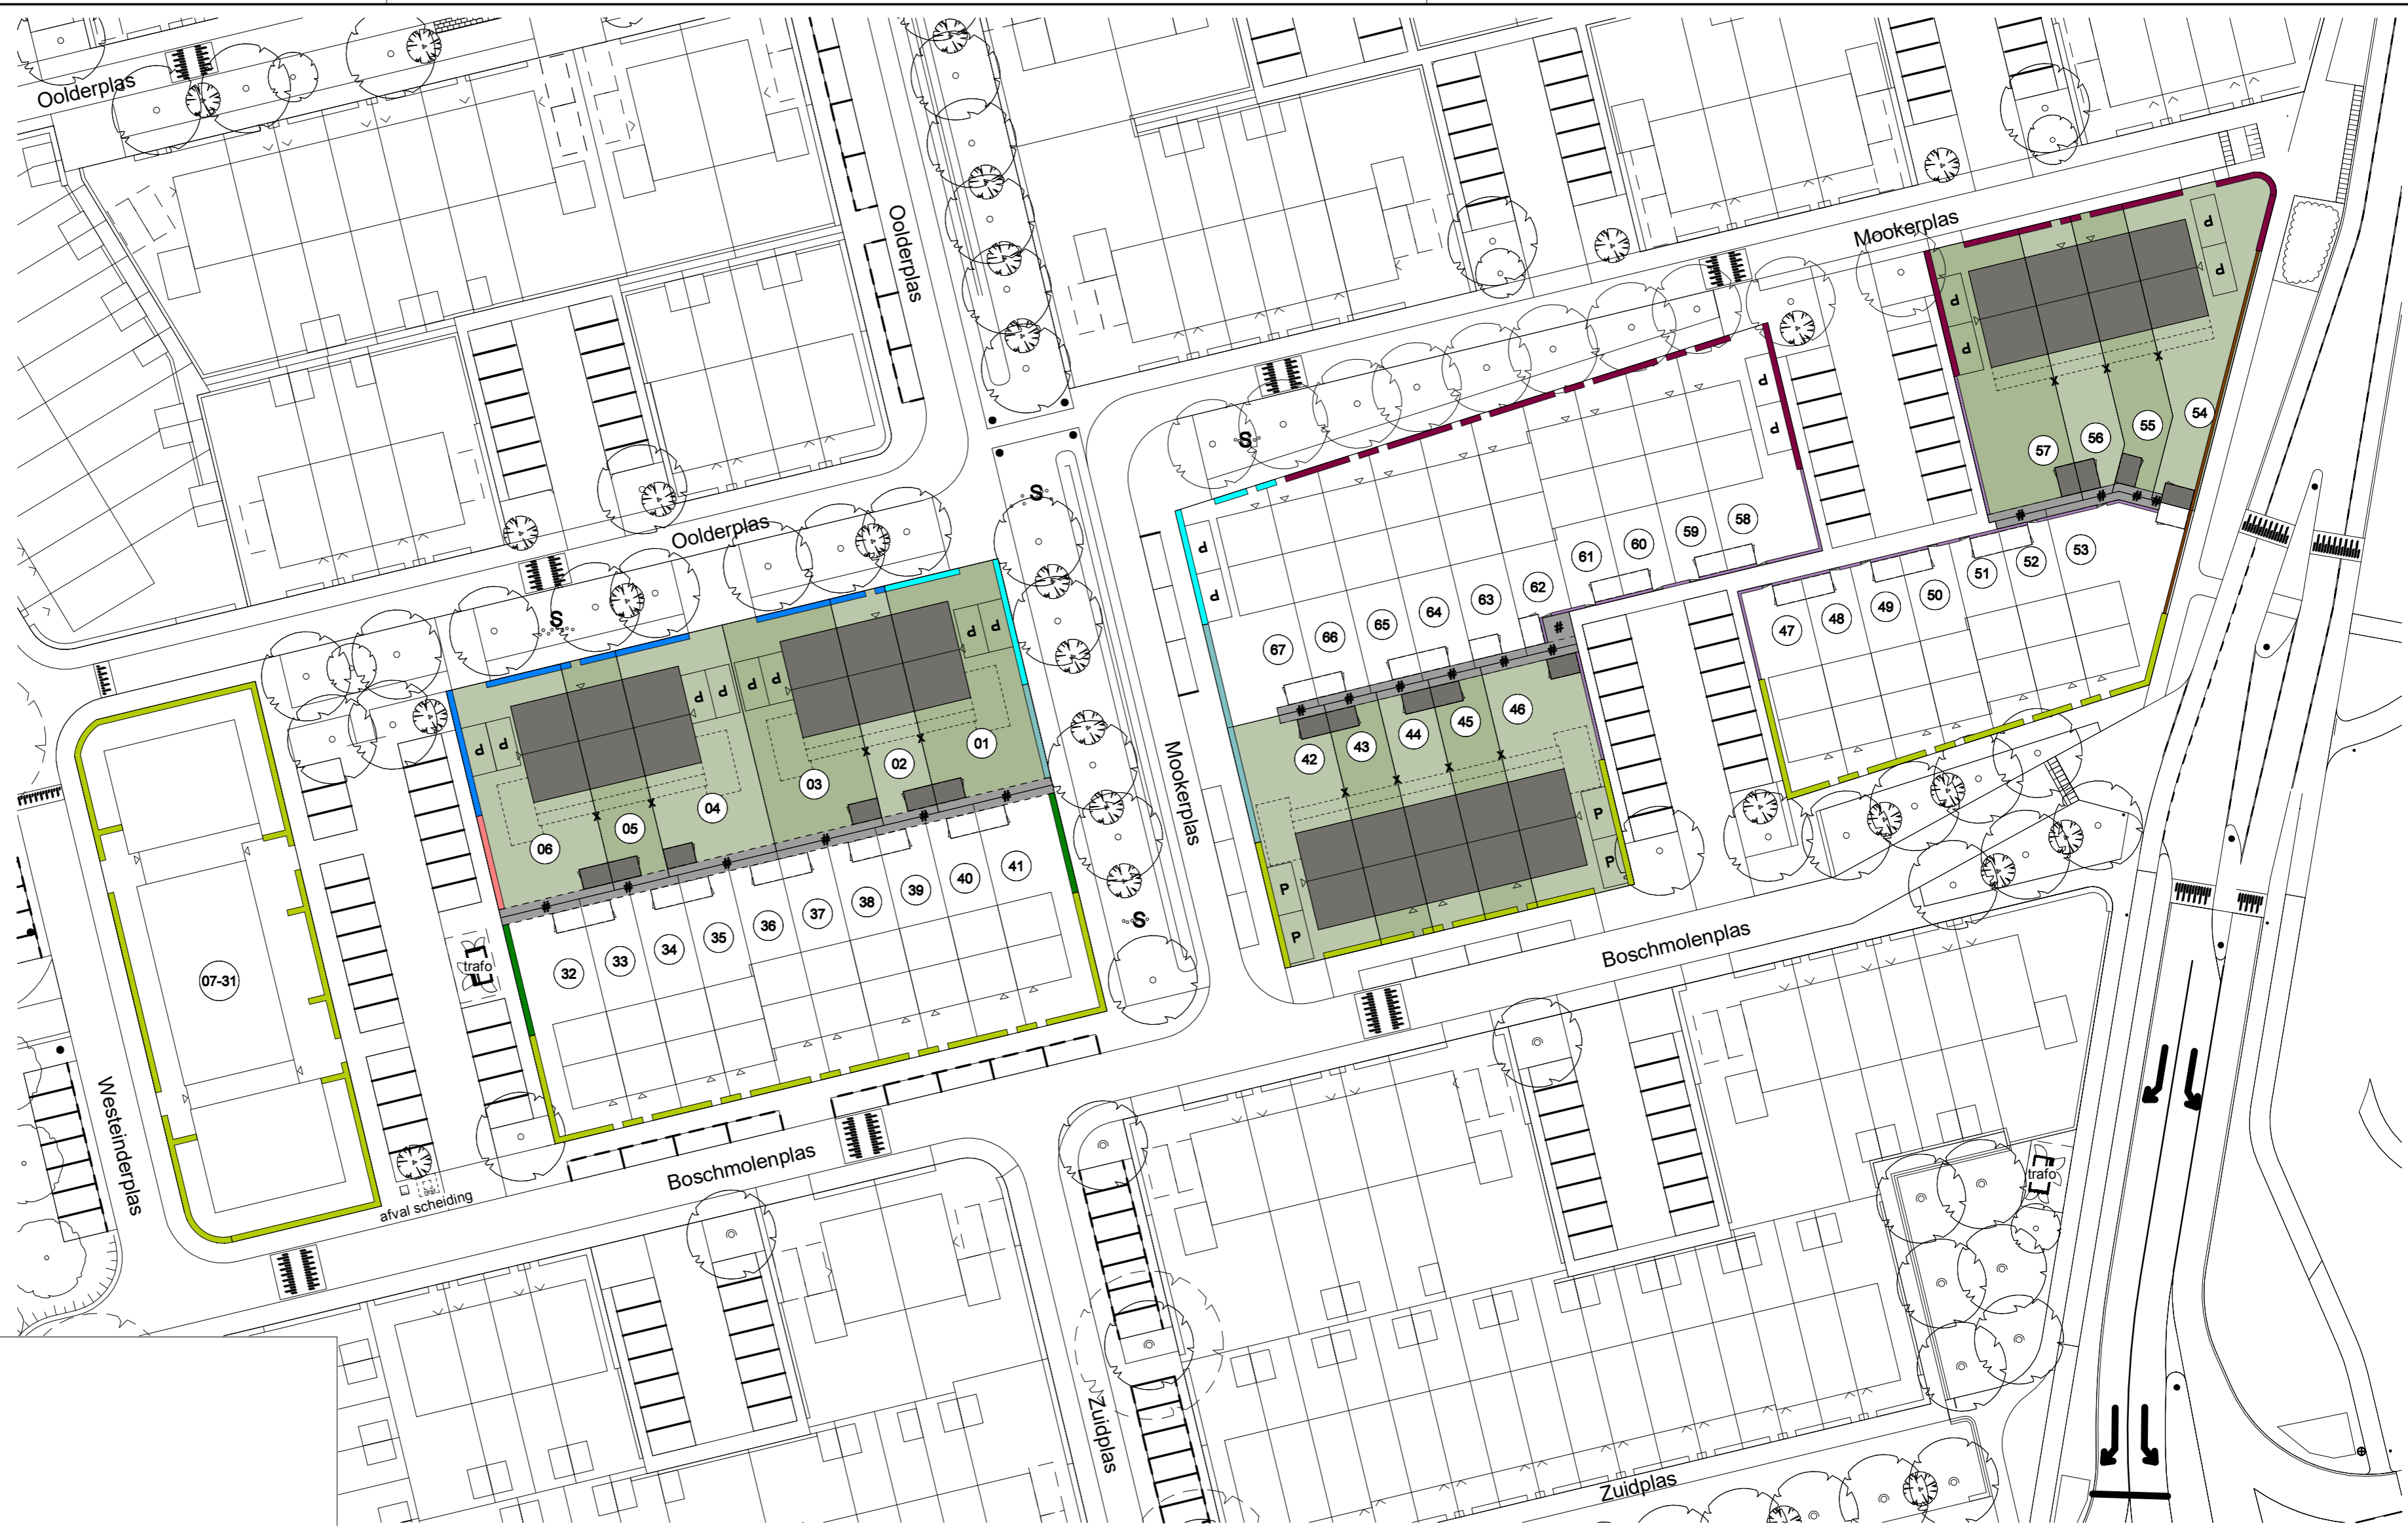 Oolderplas
Oolderplas
Mookerplas
Oolderplas
Mookerplas
Boschmolenplas
Boschmolenplas
Westeinderplas
Zuidplas
Zuidplas
afval scheiding
trafo
trafo
07-31
06
05
04
03
02
01
32
33
34
35
36
37
38
39
40
41
42
43
44
45
46
67
66
65
64
63
62
61
60
59
58
57
56
55
54
47
48
49
50
51
52
53
P P
P P
P P
P P
P
P
P
P
P
P
P
P
P
P
P
P
S
S
S
S
# # # # # #
# # # # # # #
# # #
x x x x
x x x x
x x x